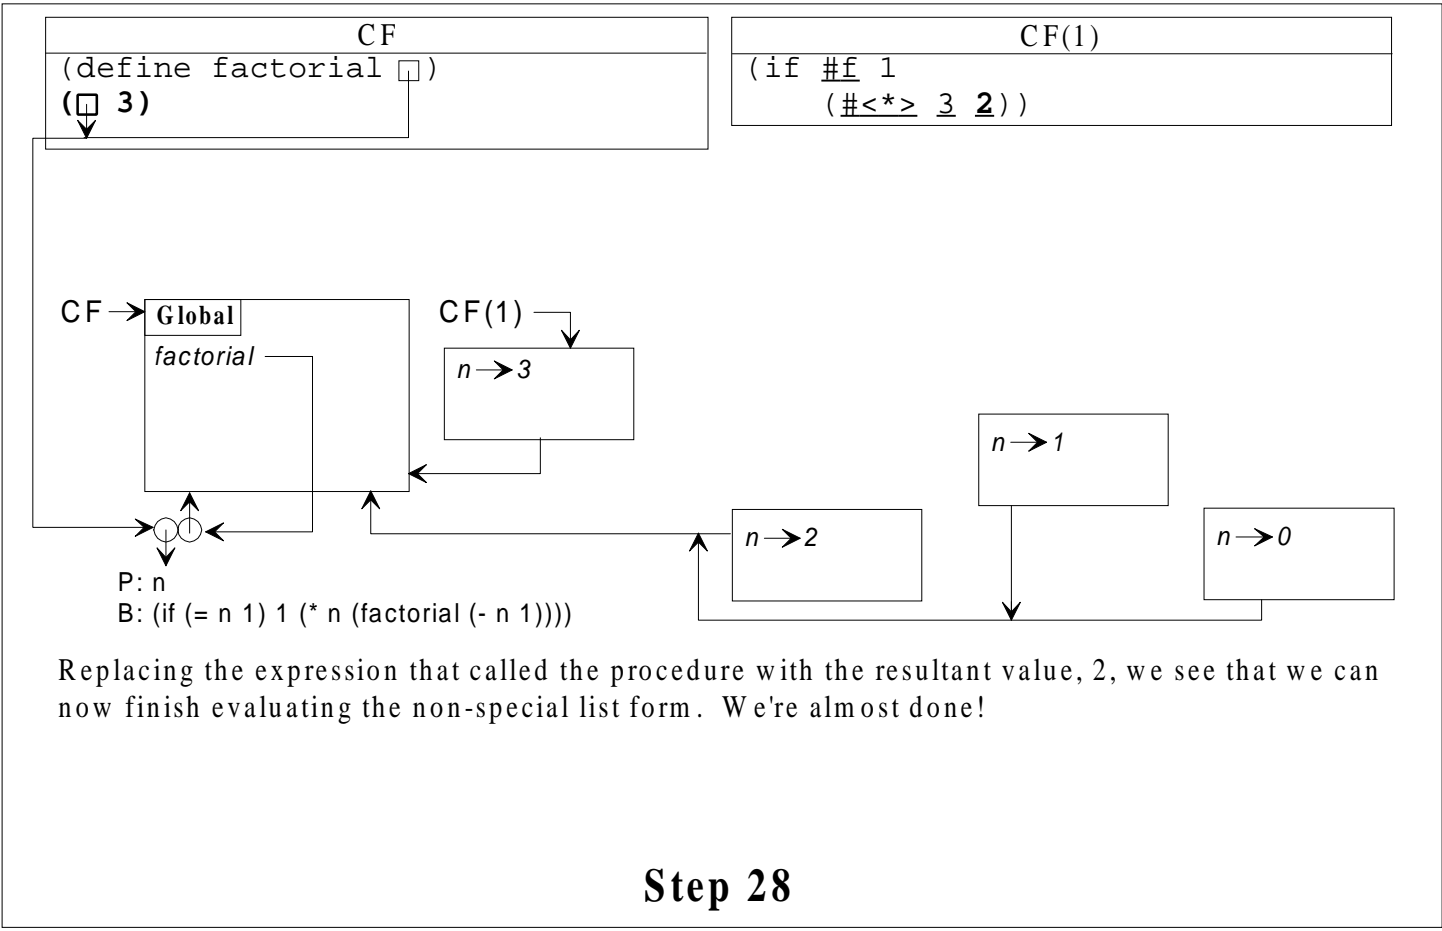 CF
(define factorial □)
(□ 3)
CF(1)
(if #f 1
(#<*> 3 2))
CF
Global
factorial
CF(1)
n→3
n→1
n→2
n→0
P: n
B: (if (= n 1) 1 (* n (factorial (- n 1))))
Replacing the expression that called the procedure with the resultant value, 2, we see that we can
now finish evaluating the non-special list form. We're almost done!
Step 28